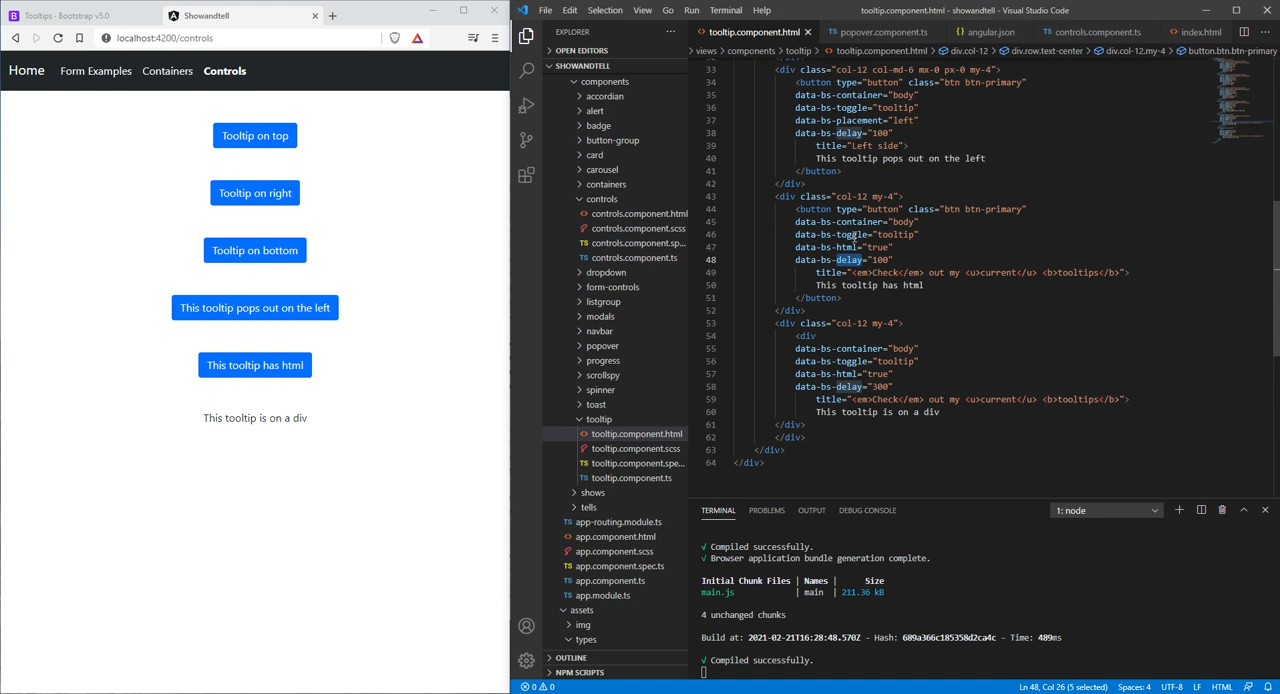 Tooltips · Bootstrap v5.0
Showandtell
localhost:4200/controls
Home
Form Examples
Containers
Controls
Tooltip on top
Tooltip on right
Tooltip on bottom
This tooltip pops out on the left
This tooltip has html
This tooltip is on a div
File Edit Selection View Go Run Terminal Help
tooltip.component.html - showandtell - Visual Studio Code
EXPLORER
OPEN EDITORS
SHOWANDTELL
components
accordian
alert
badge
button-group
card
carousel
containers
controls
controls.component.html
controls.component.scss
TS controls.component.sp...
TS controls.component.ts
dropdown
form-controls
listgroup
modals
navbar
popover
progress
scrollspy
spinner
toast
tooltip
tooltip.component.html
tooltip.component.scss
TS tooltip.component.spe...
TS tooltip.component.ts
shows
tells
TS app-routing.module.ts
app.component.html
app.component.scss
TS app.component.spec.ts
TS app.component.ts
TS app.module.ts
assets
img
types
OUTLINE
NPM SCRIPTS
tooltip.component.html
TS popover.component.ts
{} angular.json
TS controls.component.ts
index.html
views > components > tooltip > tooltip.component.html > div.col-12 > div.row.text-center > div.col-12.my-4 > button.btn.btn-primary
33 <div class="col-12 col-md-6 mx-0 px-0 my-4">
34 <button type="button" class="btn btn-primary"
35 data-bs-container="body"
36 data-bs-toggle="tooltip"
37 data-bs-placement="left"
38 data-bs-delay="100"
39 title="Left side">
40 This tooltip pops out on the left
41 </button>
42 </div>
43 <div class="col-12 my-4">
44 <button type="button" class="btn btn-primary"
45 data-bs-container="body"
46 data-bs-toggle="tooltip"
47 data-bs-html="true"
48 data-bs-delay="100"
49 title="<em>Check</em> out my <u>current</u> <b>tooltips</b>">
50 This tooltip has html
51 </button>
52 </div>
53 <div class="col-12 my-4">
54 <div
55 data-bs-container="body"
56 data-bs-toggle="tooltip"
57 data-bs-html="true"
58 data-bs-delay="300"
59 title="<em>Check</em> out my <u>current</u> <b>tooltips</b>">
60 This tooltip is on a div
61 </div>
62 </div>
63 </div>
64 </div>
TERMINAL PROBLEMS OUTPUT DEBUG CONSOLE
1: node
√ Compiled successfully.
√ Browser application bundle generation complete.
Initial Chunk Files | Names | Size
main.js | main | 211.36 kB
4 unchanged chunks
Build at: 2021-02-21T16:28:48.570Z - Hash: 689a366c185358d2ca4c - Time: 489ms
√ Compiled successfully.
0 0
Ln 48, Col 26 (5 selected)
Spaces: 4
UTF-8
LF
HTML